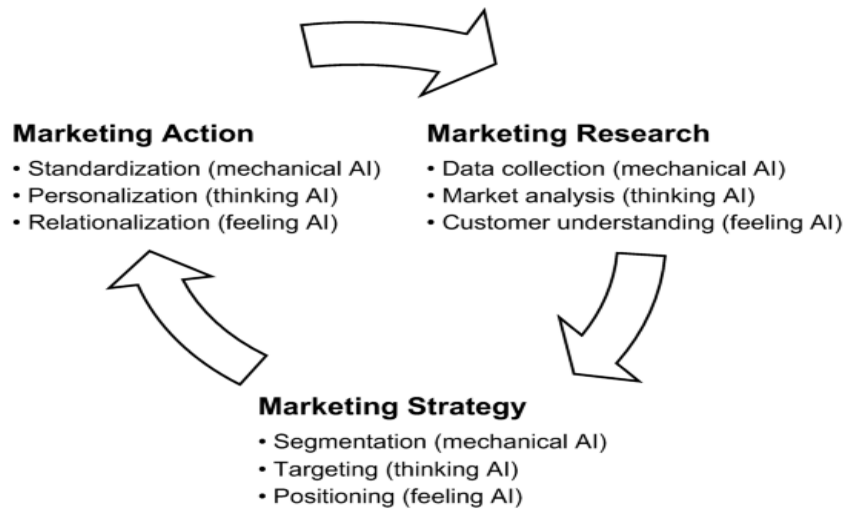 Marketing Action
• Standardization (mechanical AI)
• Personalization (thinking AI)
• Relationalization (feeling AI)
Marketing Research
• Data collection (mechanical AI)
• Market analysis (thinking AI)
• Customer understanding (feeling AI)
Marketing Strategy
• Segmentation (mechanical AI)
• Targeting (thinking AI)
• Positioning (feeling AI)